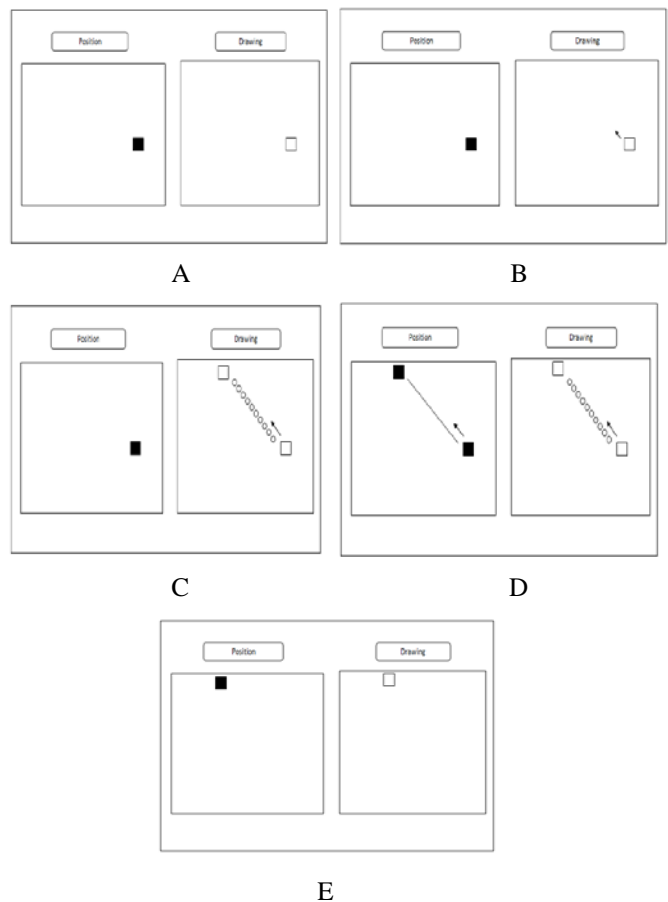 Position Drawing Position Drawing
A B
Position Drawing Position Drawing
C D
Position Drawing
E